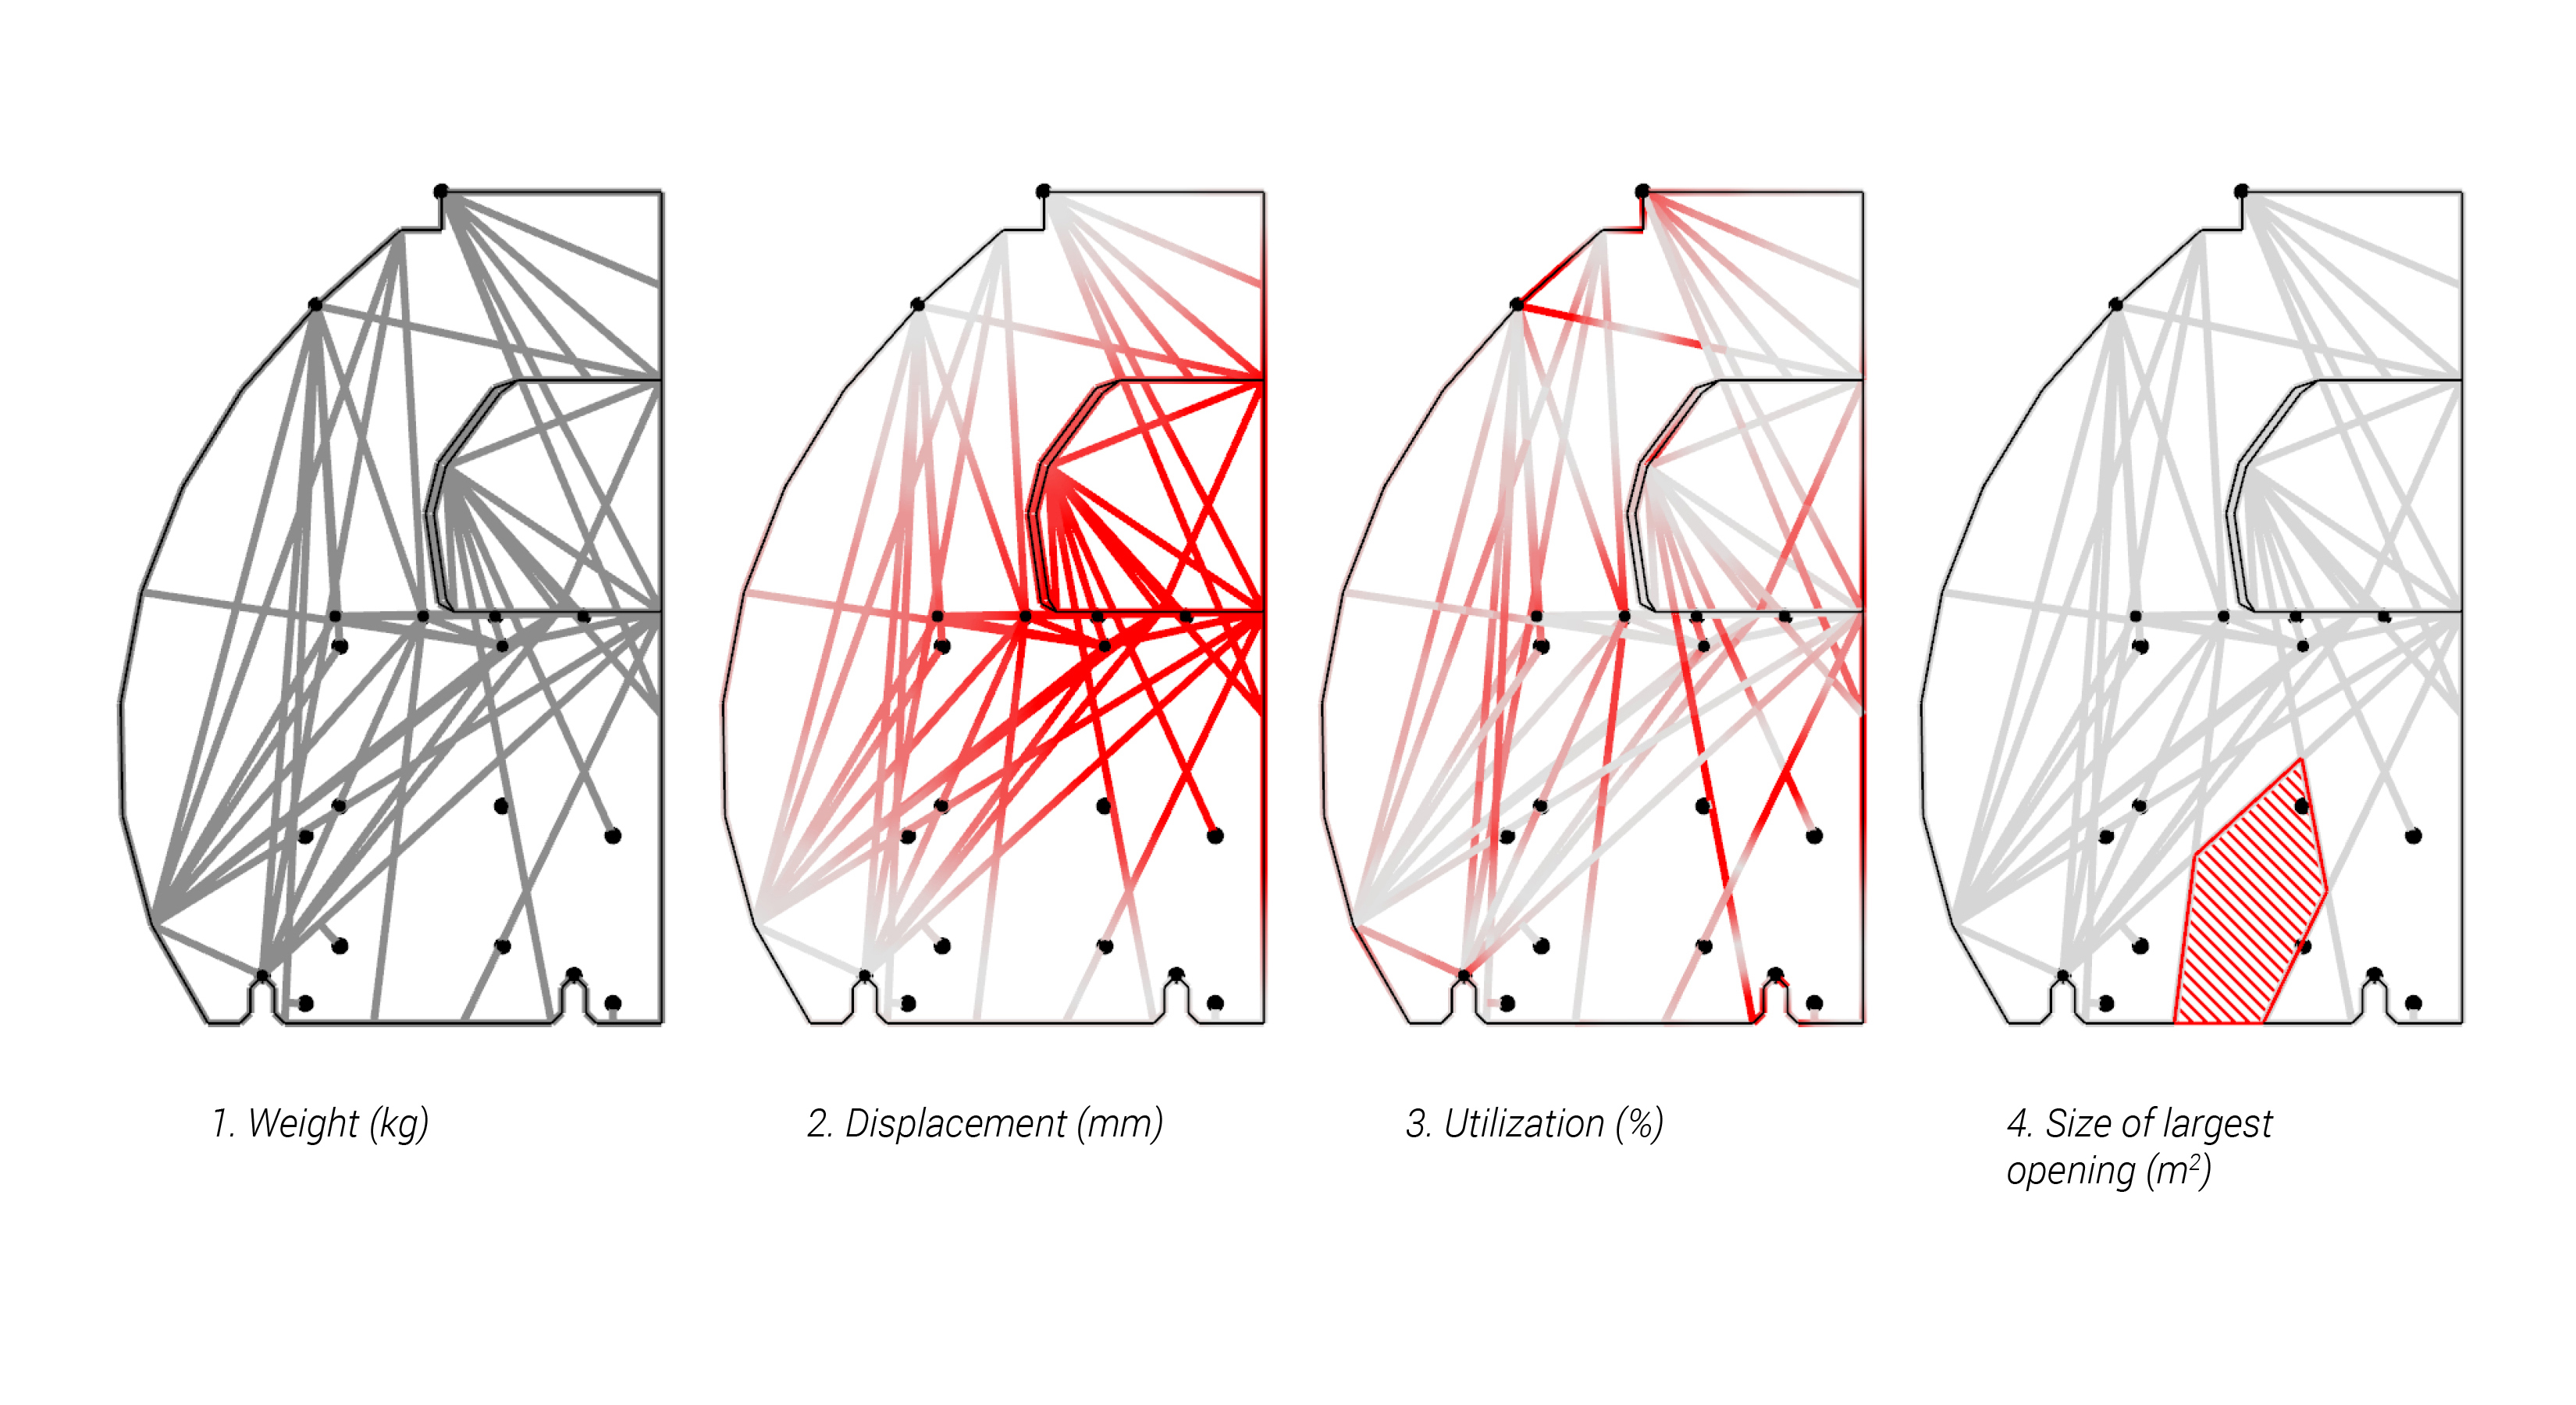 1. Weight (kg)
2. Displacement (mm)
3. Utilization (%)
4. Size of largest
opening (m²)